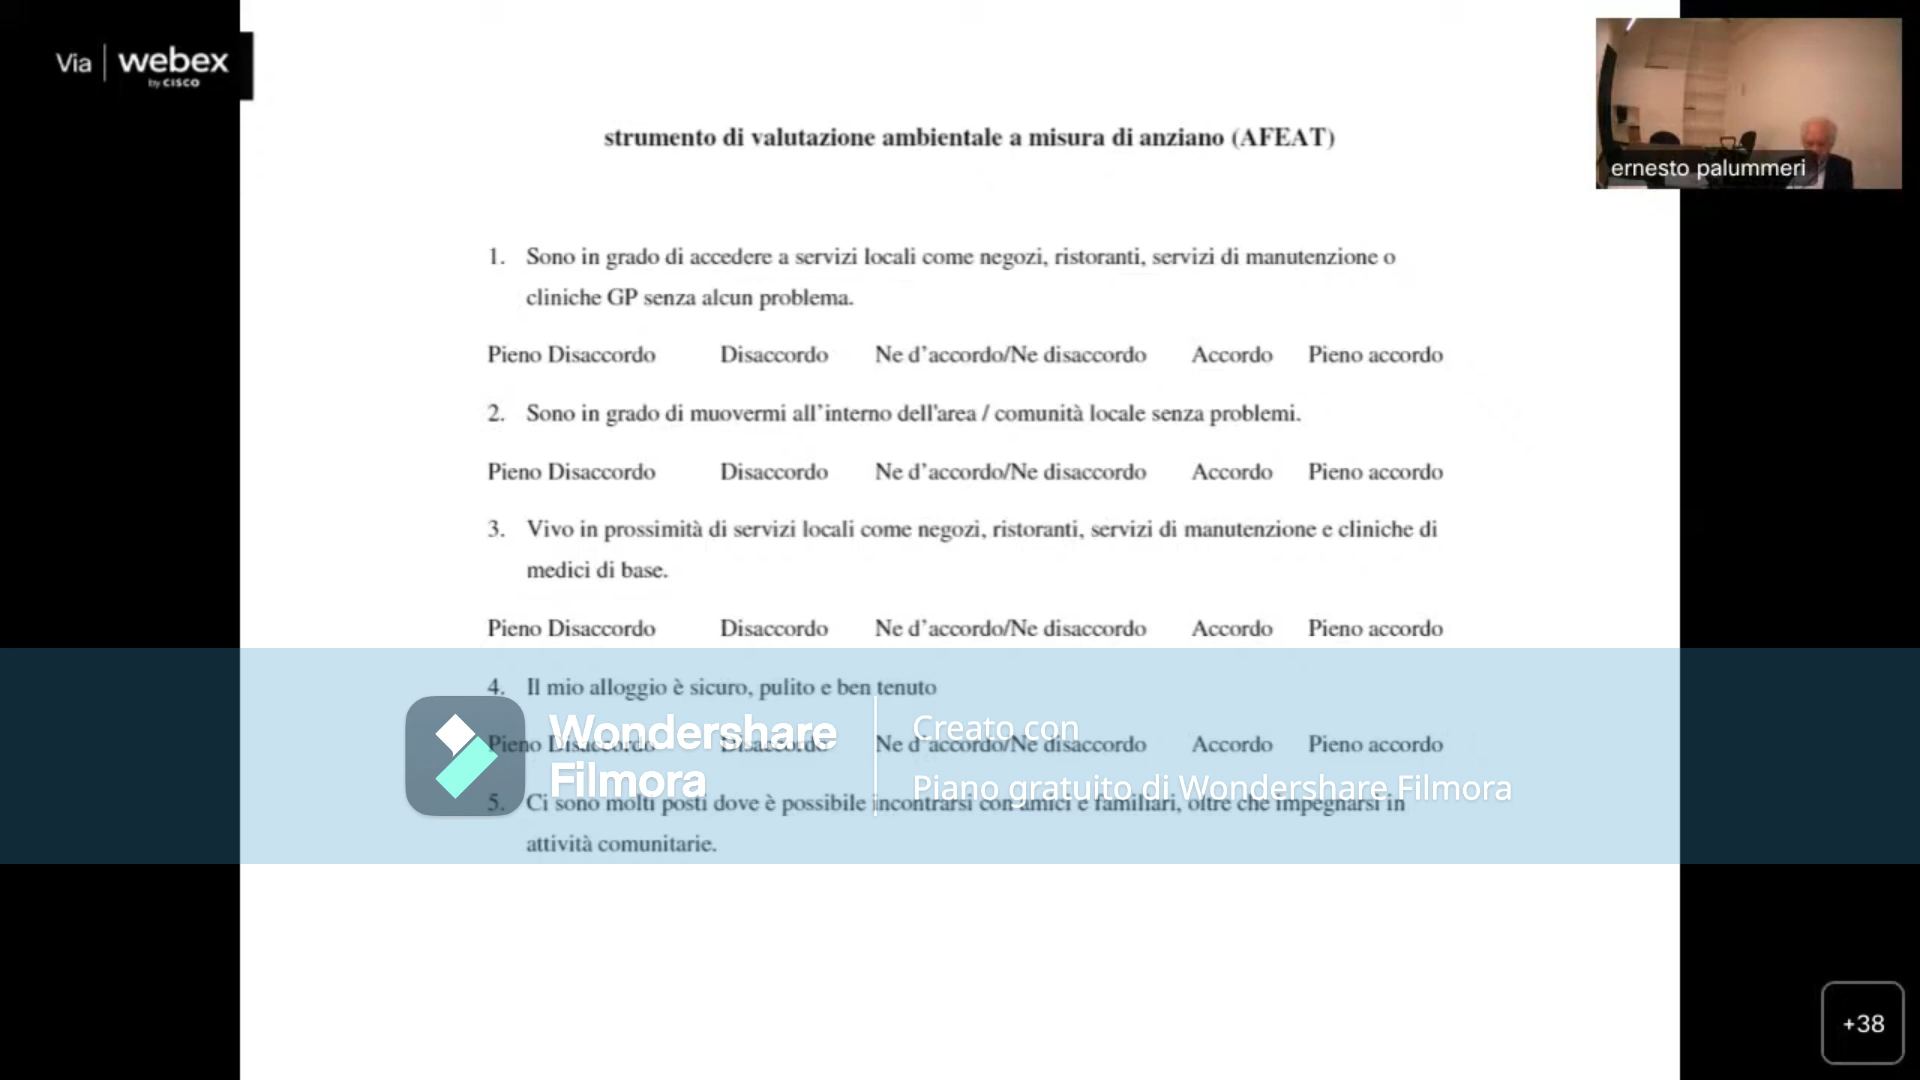 Via | webex
by CISCO
strumento di valutazione ambientale a misura di anziano (AFEAT)
ernesto palummeri
1. Sono in grado di accedere a servizi locali come negozi, ristoranti, servizi di manutenzione o
cliniche GP senza alcun problema.
Pieno Disaccordo Disaccordo Ne d’accordo/Ne disaccordo Accordo Pieno accordo
2. Sono in grado di muovermi all’interno dell'area / comunità locale senza problemi.
Pieno Disaccordo Disaccordo Ne d’accordo/Ne disaccordo Accordo Pieno accordo
3. Vivo in prossimità di servizi locali come negozi, ristoranti, servizi di manutenzione e cliniche di
medici di base.
Pieno Disaccordo Disaccordo Ne d’accordo/Ne disaccordo Accordo Pieno accordo
4. Il mio alloggio è sicuro, pulito e ben tenuto
Pieno Disaccordo Disaccordo Ne d’accordo/Ne disaccordo Accordo Pieno accordo
Wondershare
Filmora
Creato con
Piano gratuito di Wondershare Filmora
5. Ci sono molti posti dove è possibile incontrarsi con amici e familiari, oltre che impegnarsi in
attività comunitarie.
+38